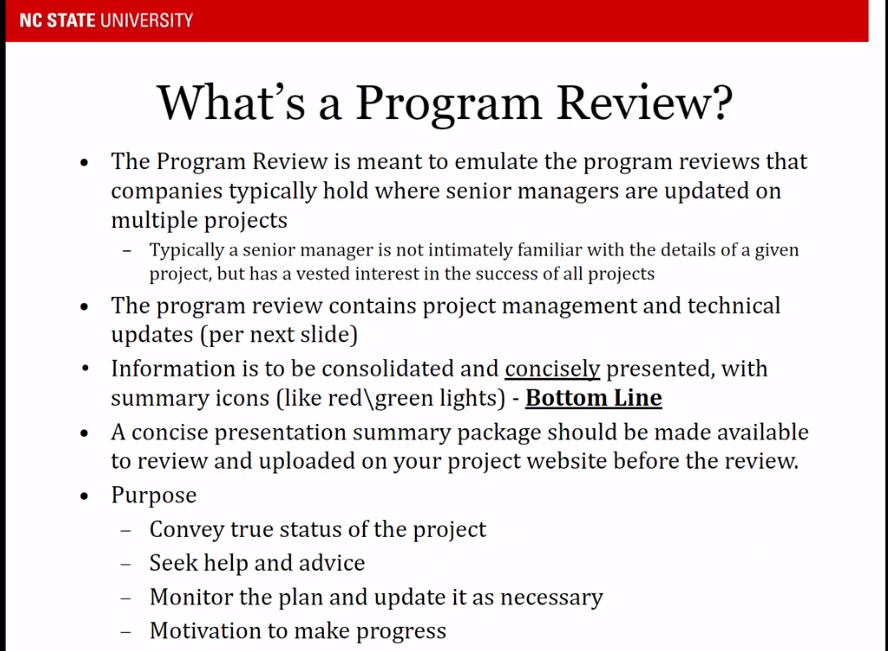 NC STATE UNIVERSITY
What's a Program Review?
• The Program Review is meant to emulate the program reviews that
companies typically hold where senior managers are updated on
multiple projects
– Typically a senior manager is not intimately familiar with the details of a given
project, but has a vested interest in the success of all projects
• The program review contains project management and technical
updates (per next slide)
• Information is to be consolidated and concisely presented, with
summary icons (like red\green lights) - Bottom Line
• A concise presentation summary package should be made available
to review and uploaded on your project website before the review.
• Purpose
– Convey true status of the project
– Seek help and advice
– Monitor the plan and update it as necessary
– Motivation to make progress